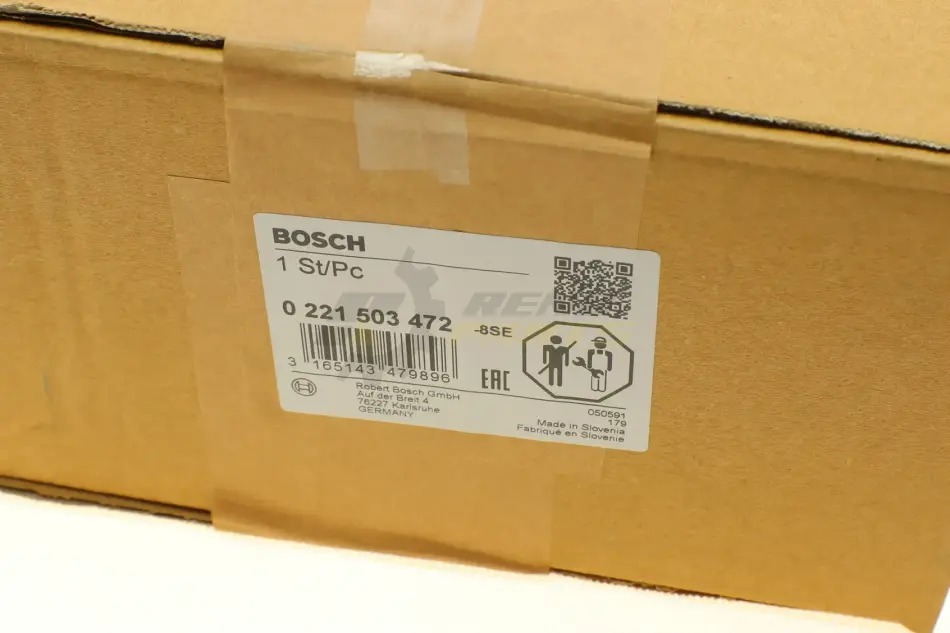 BOSCH
1 St/Pc
0 221 503 472 -8SE
3 165143 479896
EAC
Robert Bosch GmbH
Auf der Breit 4
76227 Karlsruhe
GERMANY
050591
179
Made in Slovenia
Fabriqué en Slovénie